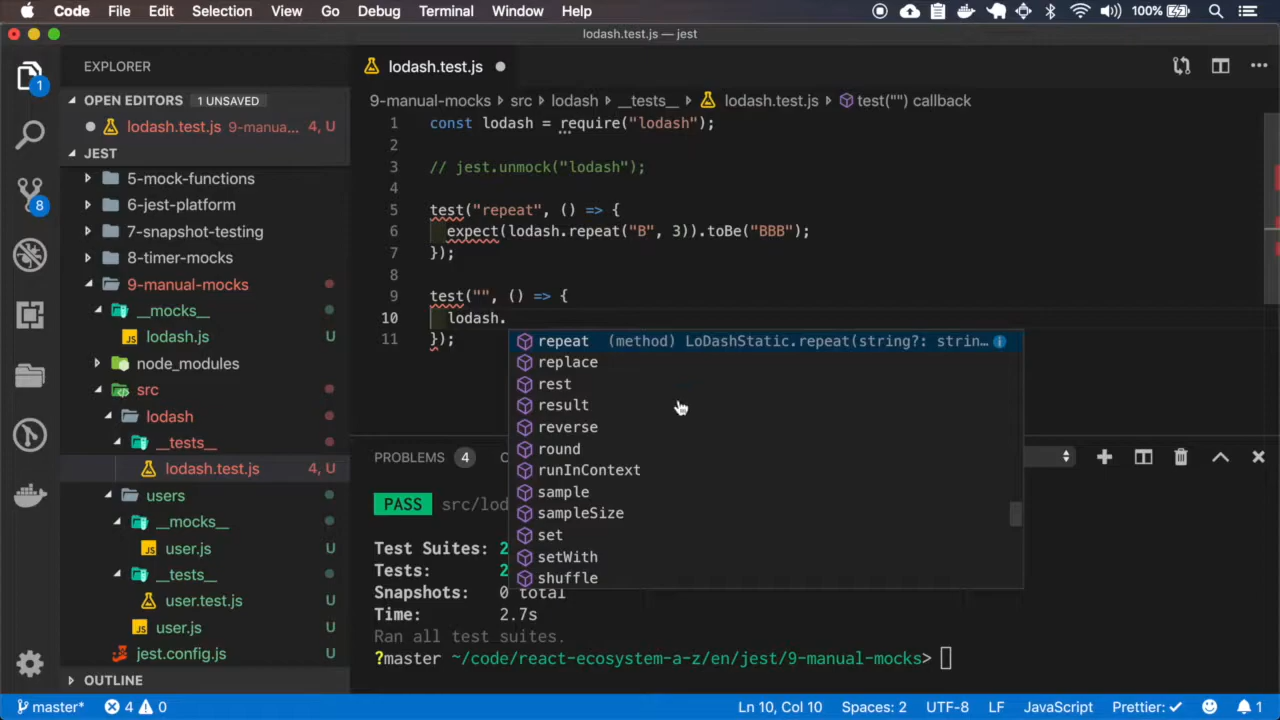 Code File Edit Selection View Go Debug Terminal Window Help 100%
lodash.test.js — jest
EXPLORER
OPEN EDITORS 1 UNSAVED
lodash.test.js 9-manua... 4, U
JEST
5-mock-functions
6-jest-platform
7-snapshot-testing
8-timer-mocks
9-manual-mocks
__mocks__
lodash.js U
node_modules
src
lodash
__tests__
lodash.test.js 4, U
users
__mocks__
user.js U
__tests__
user.test.js U
user.js U
jest.config.js U
OUTLINE
1
8
lodash.test.js
9-manual-mocks src lodash __tests__ lodash.test.js test("") callback
1 const lodash = require("lodash");
2
3 // jest.unmock("lodash");
4
5 test("repeat", () => {
6 expect(lodash.repeat("B", 3)).toBe("BBB");
7 });
8
9 test("", () => {
10 lodash.
11 });
repeat (method) LoDashStatic.repeat(string?: strin...
replace
rest
result
reverse
round
runInContext
sample
sampleSize
set
setWith
shuffle
PROBLEMS 4
PASS src/lod
Test Suites: 2
Tests: 2
Snapshots: 0 total
Time: 2.7s
Ran all test suites.
?master ~/code/react-ecosystem-a-z/en/jest/9-manual-mocks>
master* 4 0 Ln 10, Col 10 Spaces: 2 UTF-8 LF JavaScript Prettier: ✓ 1